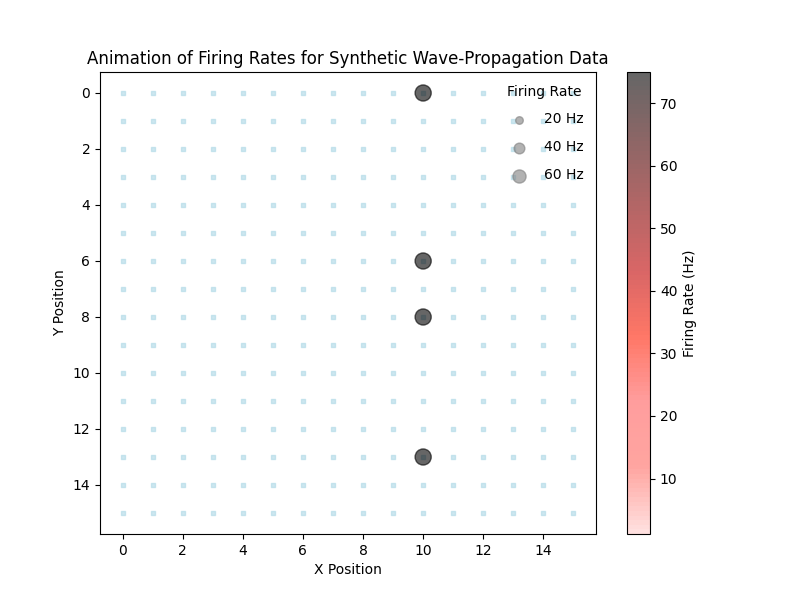 Animation of Firing Rates for Synthetic Wave-Propagation Data
Firing Rate
20 Hz
40 Hz
60 Hz
0
2
4
6
8
10
12
14
Y Position
0 2 4 6 8 10 12 14
X Position
70
60
50
40
30
20
10
Firing Rate (Hz)